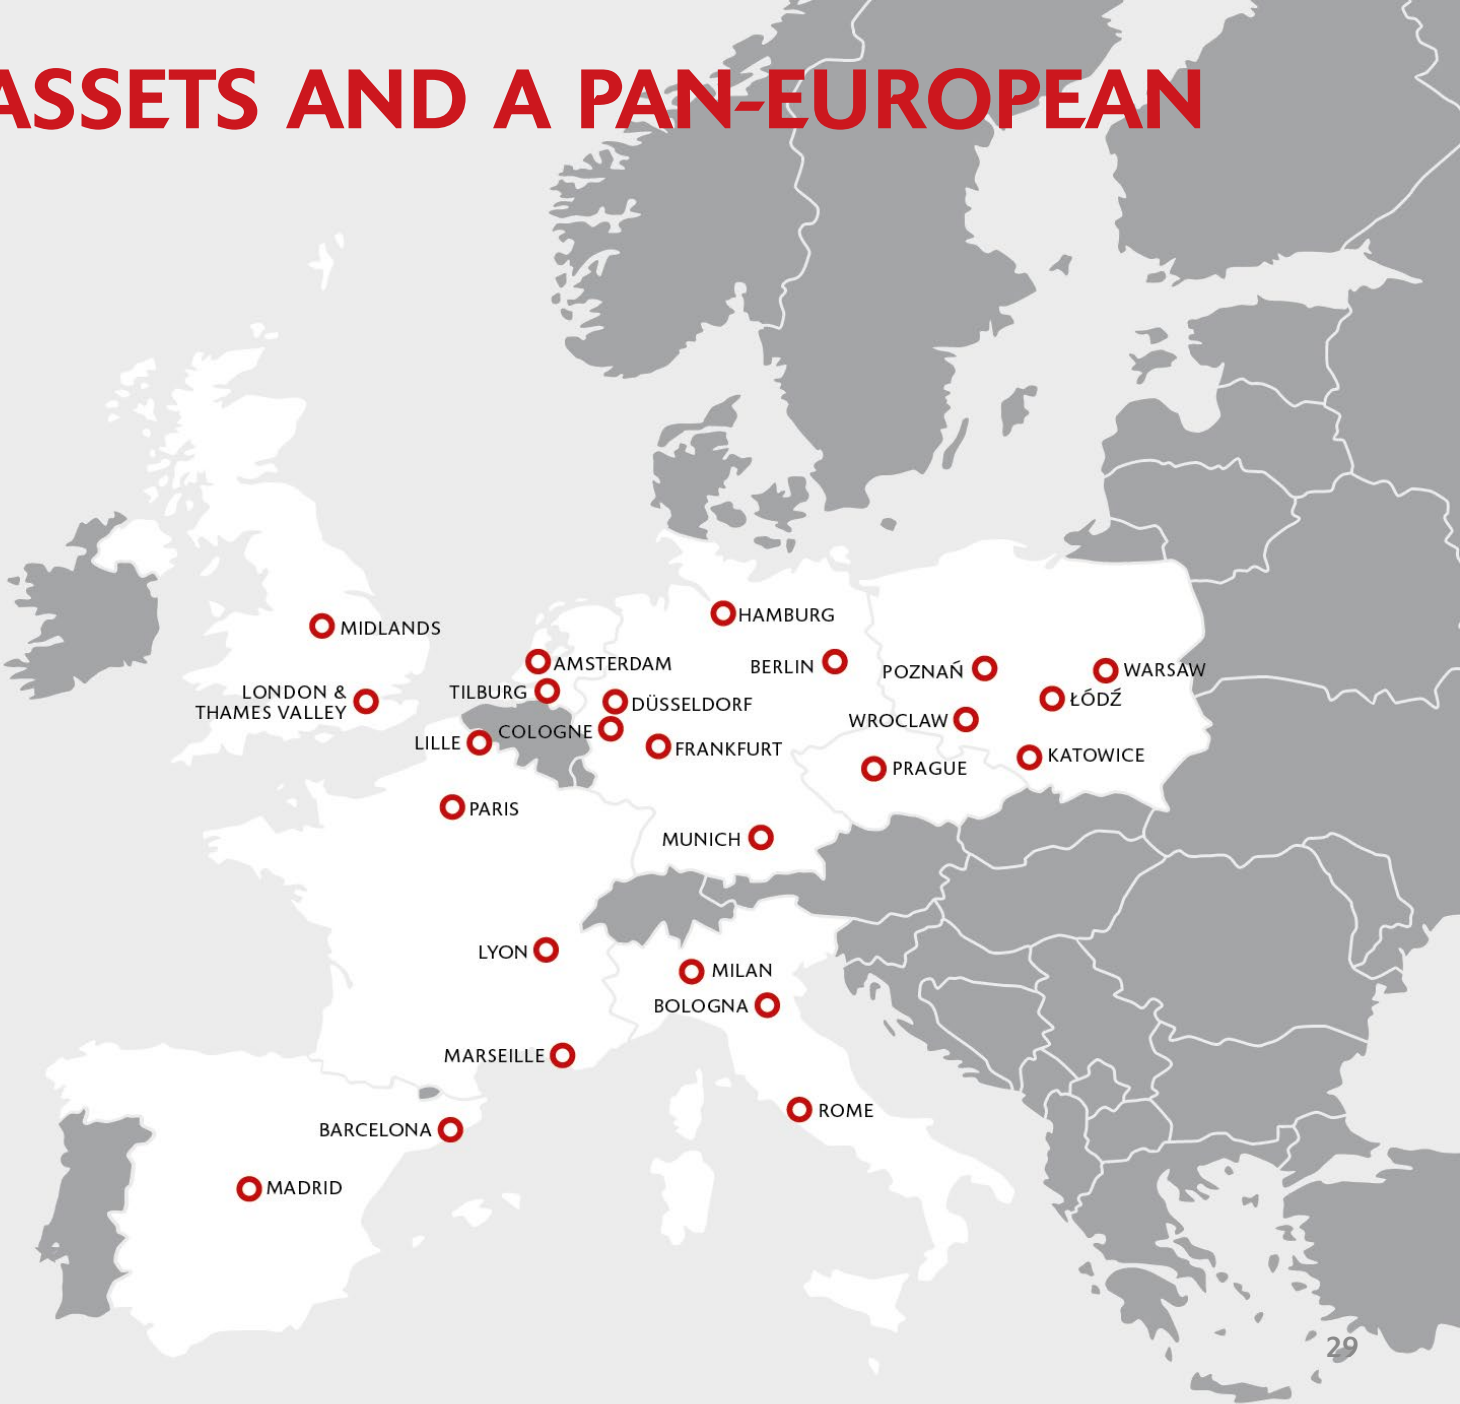 ASSETS AND A PAN-EUROPEAN
HAMBURG
MIDLANDS
AMSTERDAM
BERLIN
POZNAŃ
WARSAW
LONDON &
THAMES VALLEY
TILBURG
DÜSSELDORF
ŁÓDŹ
WROCLAW
COLOGNE
LILLE
FRANKFURT
KATOWICE
PRAGUE
PARIS
MUNICH
LYON
MILAN
BOLOGNA
MARSEILLE
ROME
BARCELONA
MADRID
29